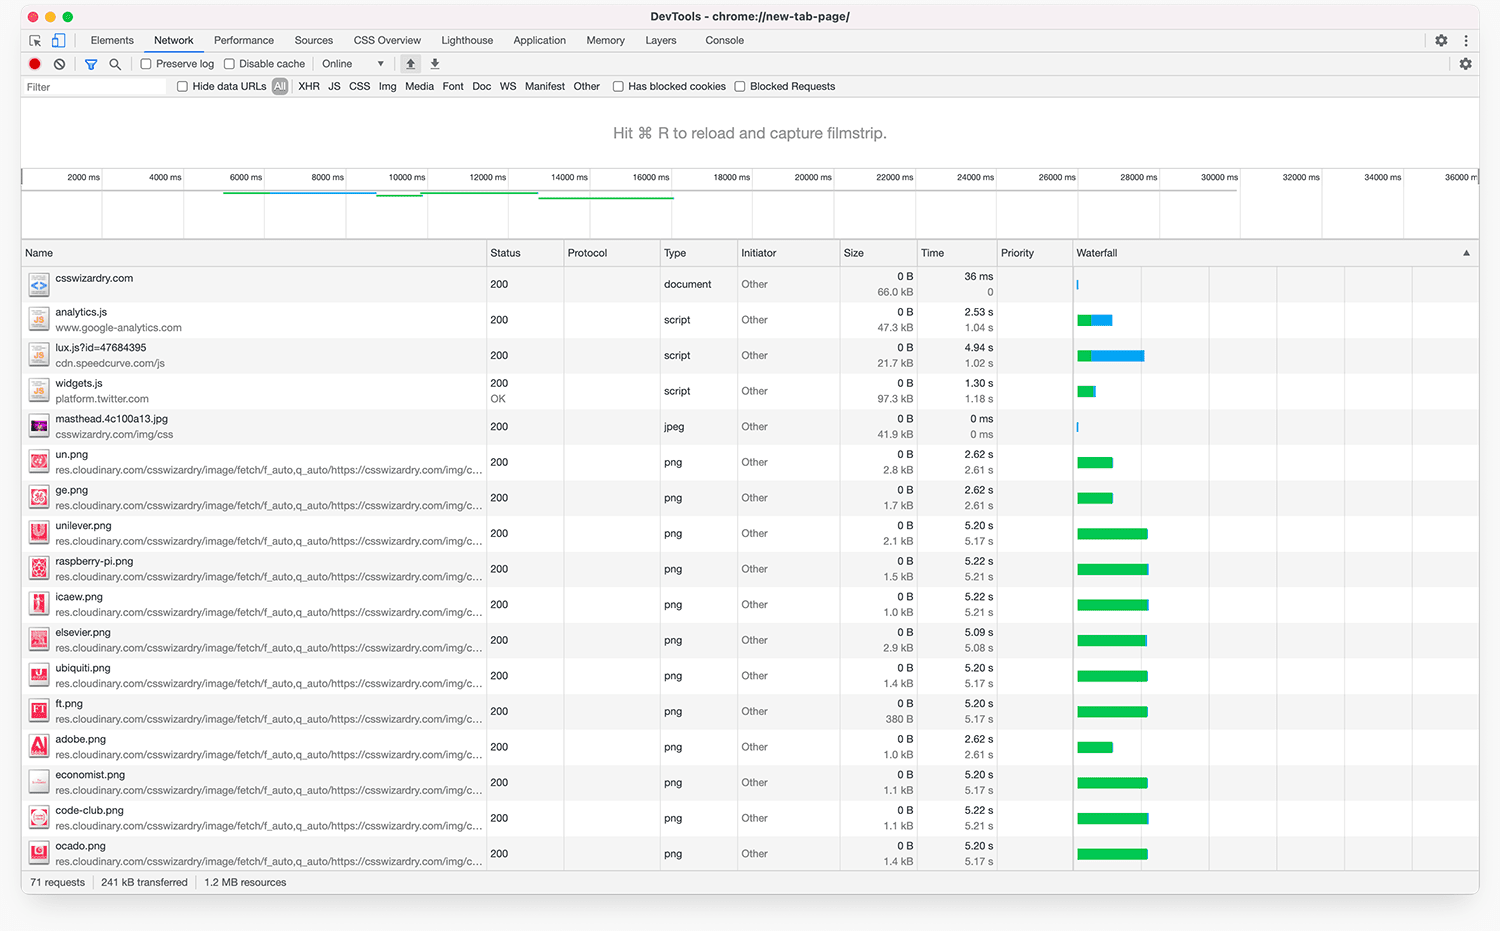 DevTools - chrome://new-tab-page/
Elements Network Performance Sources CSS Overview Lighthouse Application Memory Layers Console
Preserve log Disable cache Online
Filter Hide data URLs All XHR JS CSS Img Media Font Doc WS Manifest Other Has blocked cookies Blocked Requests
Hit ⌘ R to reload and capture filmstrip.
2000 ms 4000 ms 6000 ms 8000 ms 10000 ms 12000 ms 14000 ms 16000 ms 18000 ms 20000 ms 22000 ms 24000 ms 26000 ms 28000 ms 30000 ms 32000 ms 34000 ms 36000 m
Name Status Protocol Type Initiator Size Time Priority Waterfall
csswizardry.com 200 document Other 0 B 36 ms
66.0 kB 0
analytics.js 200 script Other 0 B 2.53 s
www.google-analytics.com 47.3 kB 1.04 s
lux.js?id=47684395 200 script Other 0 B 4.94 s
cdn.speedcurve.com/js 21.7 kB 1.02 s
widgets.js 200 script Other 0 B 1.30 s
platform.twitter.com OK 97.3 kB 1.18 s
masthead.4c100a13.jpg 200 jpeg Other 0 B 0 ms
csswizardry.com/img/css 41.9 kB 0 ms
un.png 200 png Other 0 B 2.62 s
res.cloudinary.com/csswizardry/image/fetch/f_auto,q_auto/https://csswizardry.com/img/c... 2.8 kB 2.61 s
ge.png 200 png Other 0 B 2.62 s
res.cloudinary.com/csswizardry/image/fetch/f_auto,q_auto/https://csswizardry.com/img/c... 1.7 kB 2.61 s
unilever.png 200 png Other 0 B 5.20 s
res.cloudinary.com/csswizardry/image/fetch/f_auto,q_auto/https://csswizardry.com/img/c... 2.1 kB 5.17 s
raspberry-pi.png 200 png Other 0 B 5.22 s
res.cloudinary.com/csswizardry/image/fetch/f_auto,q_auto/https://csswizardry.com/img/c... 1.5 kB 5.21 s
icaew.png 200 png Other 0 B 5.22 s
res.cloudinary.com/csswizardry/image/fetch/f_auto,q_auto/https://csswizardry.com/img/c... 1.0 kB 5.21 s
elsevier.png 200 png Other 0 B 5.09 s
res.cloudinary.com/csswizardry/image/fetch/f_auto,q_auto/https://csswizardry.com/img/c... 2.9 kB 5.08 s
ubiquiti.png 200 png Other 0 B 5.20 s
res.cloudinary.com/csswizardry/image/fetch/f_auto,q_auto/https://csswizardry.com/img/c... 1.4 kB 5.17 s
ft.png 200 png Other 0 B 5.20 s
res.cloudinary.com/csswizardry/image/fetch/f_auto,q_auto/https://csswizardry.com/img/c... 380 B 5.17 s
adobe.png 200 png Other 0 B 2.62 s
res.cloudinary.com/csswizardry/image/fetch/f_auto,q_auto/https://csswizardry.com/img/c... 1.0 kB 2.61 s
economist.png 200 png Other 0 B 5.20 s
res.cloudinary.com/csswizardry/image/fetch/f_auto,q_auto/https://csswizardry.com/img/c... 1.1 kB 5.17 s
code-club.png 200 png Other 0 B 5.22 s
res.cloudinary.com/csswizardry/image/fetch/f_auto,q_auto/https://csswizardry.com/img/c... 1.1 kB 5.21 s
ocado.png 200 png Other 0 B 5.20 s
res.cloudinary.com/csswizardry/image/fetch/f_auto,q_auto/https://csswizardry.com/img/c... 1.4 kB 5.17 s
71 requests 241 kB transferred 1.2 MB resources